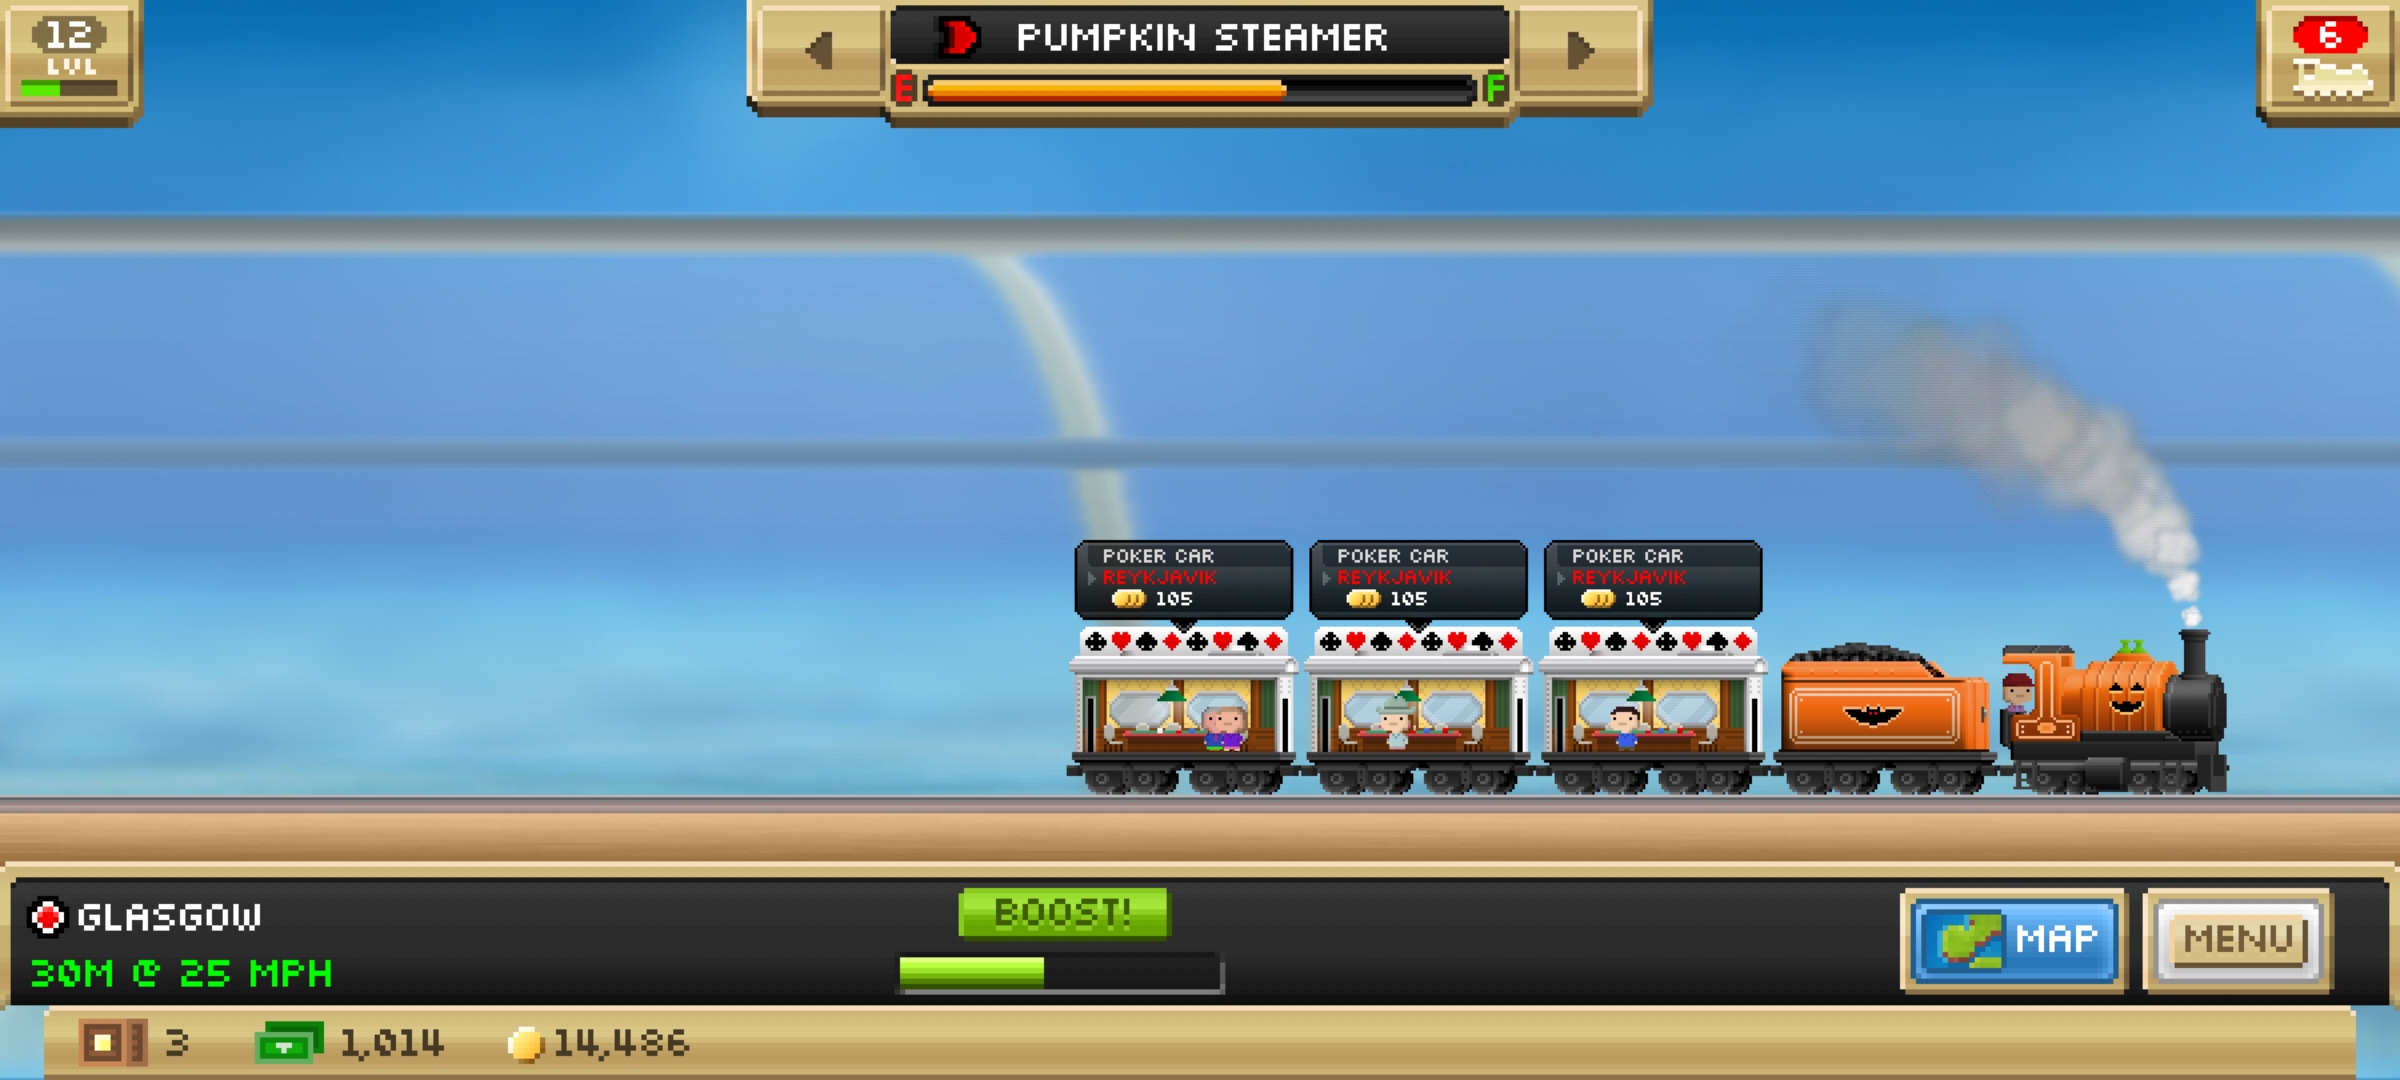 12
LVL
PUMPKIN STEAMER
E
F
6
POKER CAR
REYKJAVIK
105
POKER CAR
REYKJAVIK
105
POKER CAR
REYKJAVIK
105
GLASGOW
30M @ 25 MPH
BOOST!
MAP
MENU
3
1,014
14,486